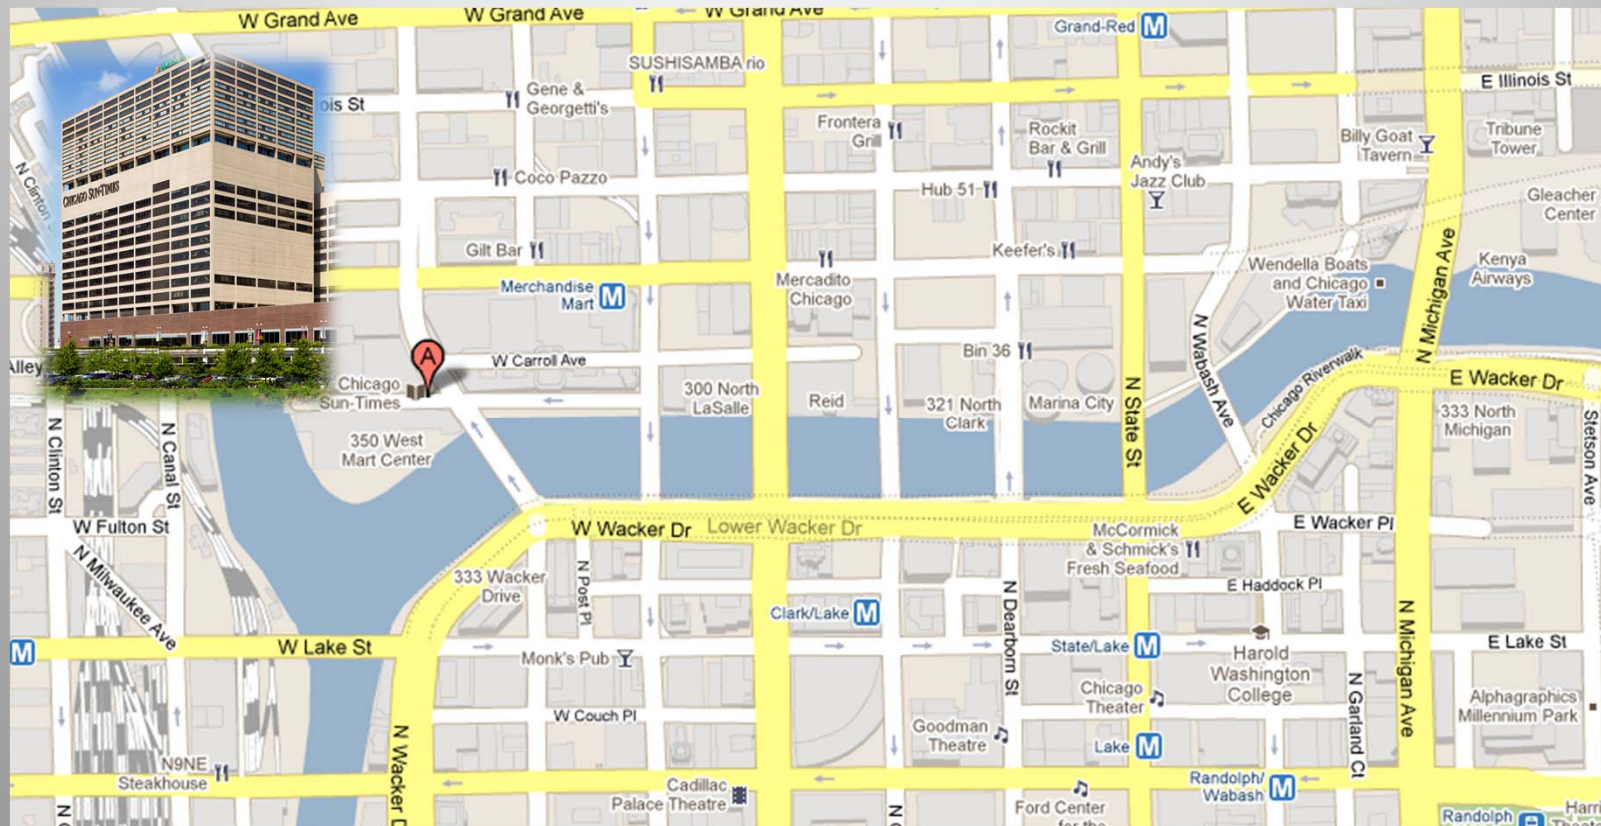 W Grand Ave
W Grand Ave
W Grand Ave
Grand-Red M
SUSHISAMBA rio
E Illinois St
Gene &
Georgetti's
ois St
Frontera
Grill
Rockit
Bar & Grill
Billy Goat
Tavern
Tribune
Tower
Andy's
Jazz Club
N Clinton
Coco Pazzo
Hub 51
CHICAGO SUN-TIMES
Gleacher
Center
Gilt Bar
Keefer's
N Michigan Ave
Wendella Boats
and Chicago
Water Taxi
Kenya
Airways
Merchandise
Mart M
Mercadito
Chicago
N Wabash Ave
Bin 36
A
W Carroll Ave
Alley
Chicago
Sun-Times
300 North
LaSalle
Reid
321 North
Clark
Marina City
N State St
Chicago Riverwalk
E Wacker Dr
333 North
Michigan
Stetson Ave
N Clinton St
N Canal St
350 West
Mart Center
E Wacker Dr
W Fulton St
W Wacker Dr
Lower Wacker Dr
McCormick
& Schmick's
Fresh Seafood
E Wacker Pl
N Milwaukee Ave
333 Wacker
Drive
N Post Pl
E Haddock Pl
Clark/Lake M
N Dearborn St
N Michigan Ave
M
W Lake St
Monk's Pub
State/Lake M
Harold
Washington
College
E Lake St
Chicago
Theater
N Garland Ct
Alphagraphics
Millennium Park
W Couch Pl
Goodman
Theatre
Lake M
N Wacker D
N9NE
Steakhouse
Cadillac
Palace Theatre
Randolph/
Wabash M
Ford Center
for the
Randolph
Harri
N